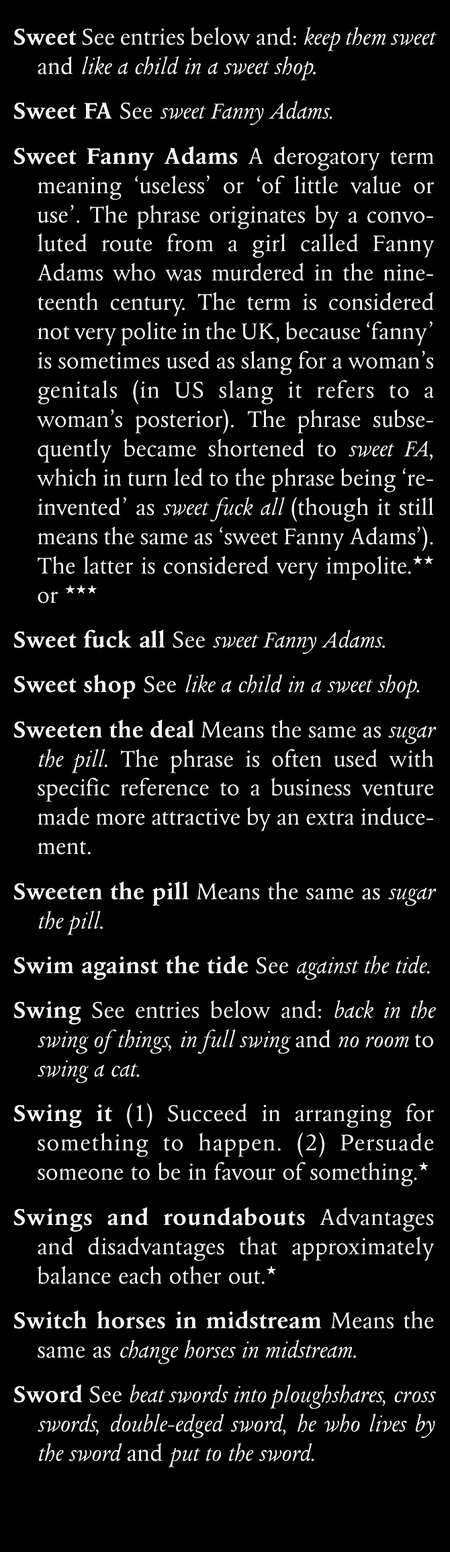 Sweet See entries below and: keep them sweet
and like a child in a sweet shop.
Sweet FA See sweet Fanny Adams.
Sweet Fanny Adams A derogatory term
meaning ‘useless’ or ‘of little value or
use’. The phrase originates by a convo-
luted route from a girl called Fanny
Adams who was murdered in the nine-
teenth century. The term is considered
not very polite in the UK, because ‘fanny’
is sometimes used as slang for a woman’s
genitals (in US slang it refers to a
woman’s posterior). The phrase subse-
quently became shortened to sweet FA,
which in turn led to the phrase being ‘re-
invented’ as sweet fuck all (though it still
means the same as ‘sweet Fanny Adams’).
The latter is considered very impolite.★★
or ★★★
Sweet fuck all See sweet Fanny Adams.
Sweet shop See like a child in a sweet shop.
Sweeten the deal Means the same as sugar
the pill. The phrase is often used with
specific reference to a business venture
made more attractive by an extra induce-
ment.
Sweeten the pill Means the same as sugar
the pill.
Swim against the tide See against the tide.
Swing See entries below and: back in the
swing of things, in full swing and no room to
swing a cat.
Swing it (1) Succeed in arranging for
something to happen. (2) Persuade
someone to be in favour of something.★
Swings and roundabouts Advantages
and disadvantages that approximately
balance each other out.★
Switch horses in midstream Means the
same as change horses in midstream.
Sword See beat swords into ploughshares, cross
swords, double-edged sword, he who lives by
the sword and put to the sword.